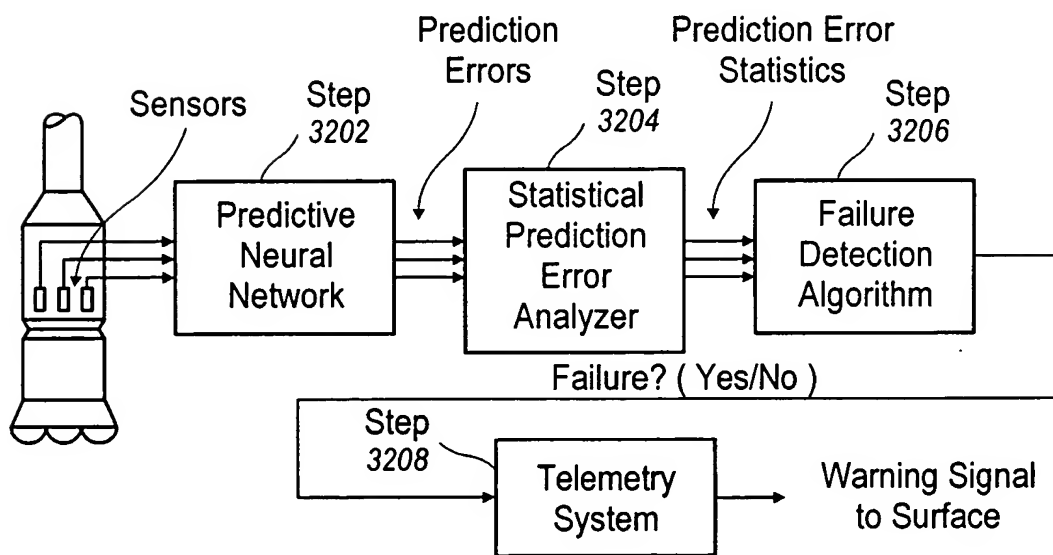 Prediction
Errors
Prediction Error
Statistics
Sensors
Step
3202
Step
3204
Step
3206
Predictive
Neural
Network
Statistical
Prediction
Error
Analyzer
Failure
Detection
Algorithm
Failure? ( Yes/No )
Step
3208
Telemetry
System
Warning Signal
to Surface